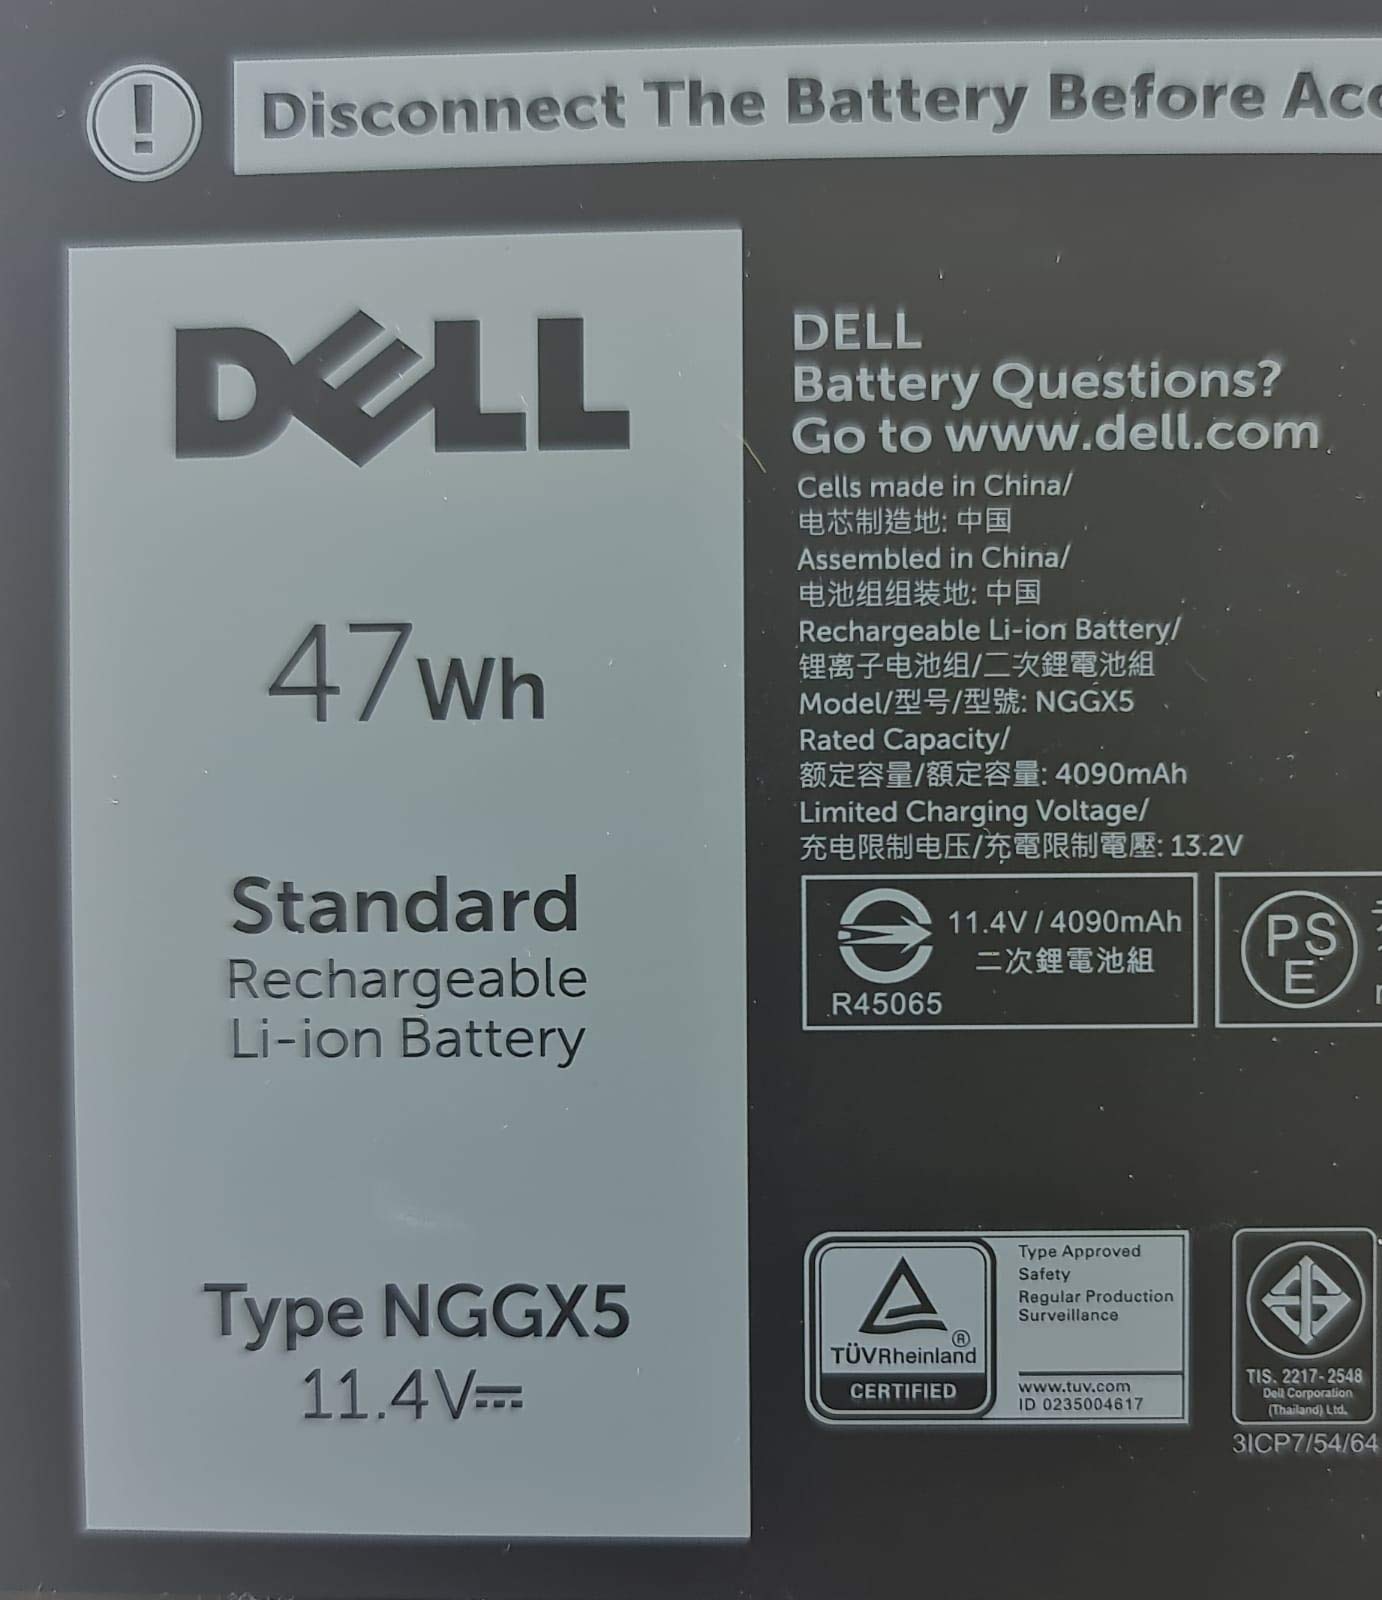 !
Disconnect The Battery Before
DELL
47Wh
Standard
Rechargeable
Li-ion Battery
Type NGGX5
11.4V
DELL
Battery Questions?
Go to www.dell.com
Cells made in China/
电芯制造地: 中国
Assembled in China/
电池组组装地: 中国
Rechargeable Li-ion Battery/
锂离子电池组/二次鋰電池組
Model/型号/型號: NGGX5
Rated Capacity/
额定容量/額定容量: 4090mAh
Limited Charging Voltage/
充电限制电压/充電限制電壓: 13.2V
11.4V / 4090mAh
二次鋰電池組
R45065
PS
E
TÜVRheinland ®
CERTIFIED
Type Approved
Safety
Regular Production
Surveillance
www.tuv.com
ID 0235004617
TIS. 2217-2548
Dell Corporation
(Thailand) Ltd.
3ICP7/54/64